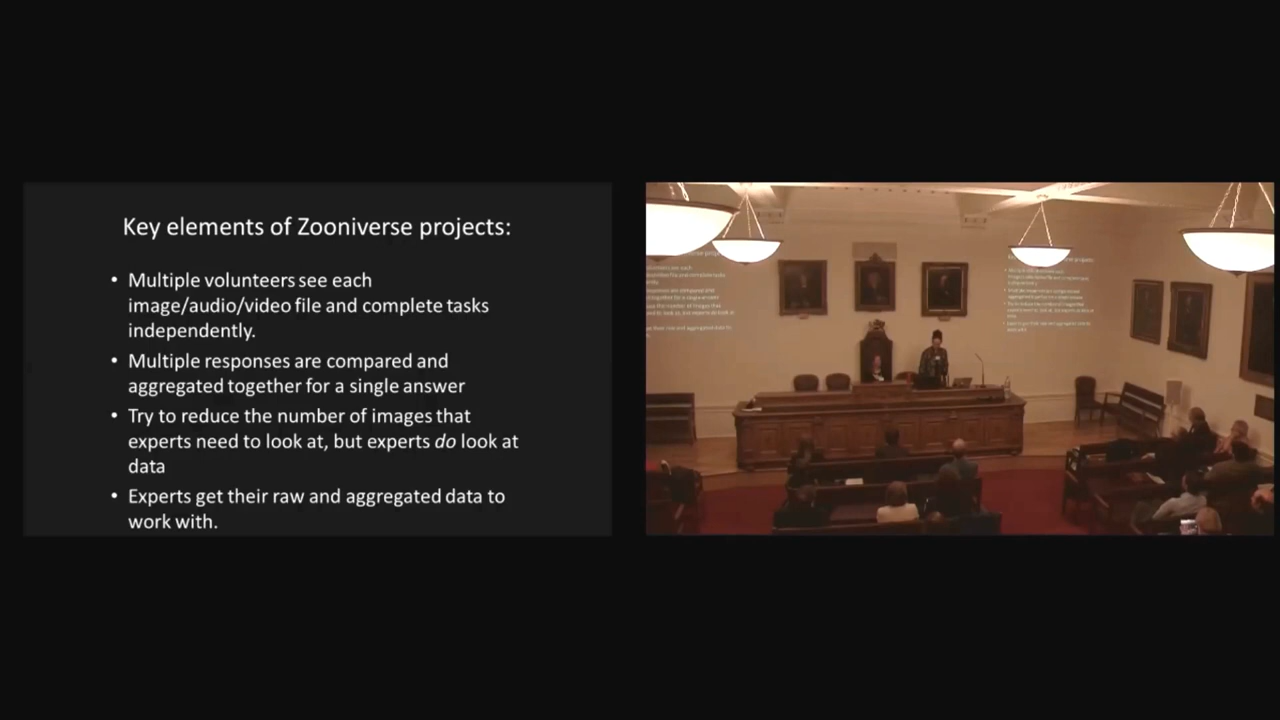 Key elements of Zooniverse projects:
• Multiple volunteers see each
image/audio/video file and complete tasks
independently.
• Multiple responses are compared and
aggregated together for a single answer
• Try to reduce the number of images that
experts need to look at, but experts do look at
data
• Experts get their raw and aggregated data to
work with.